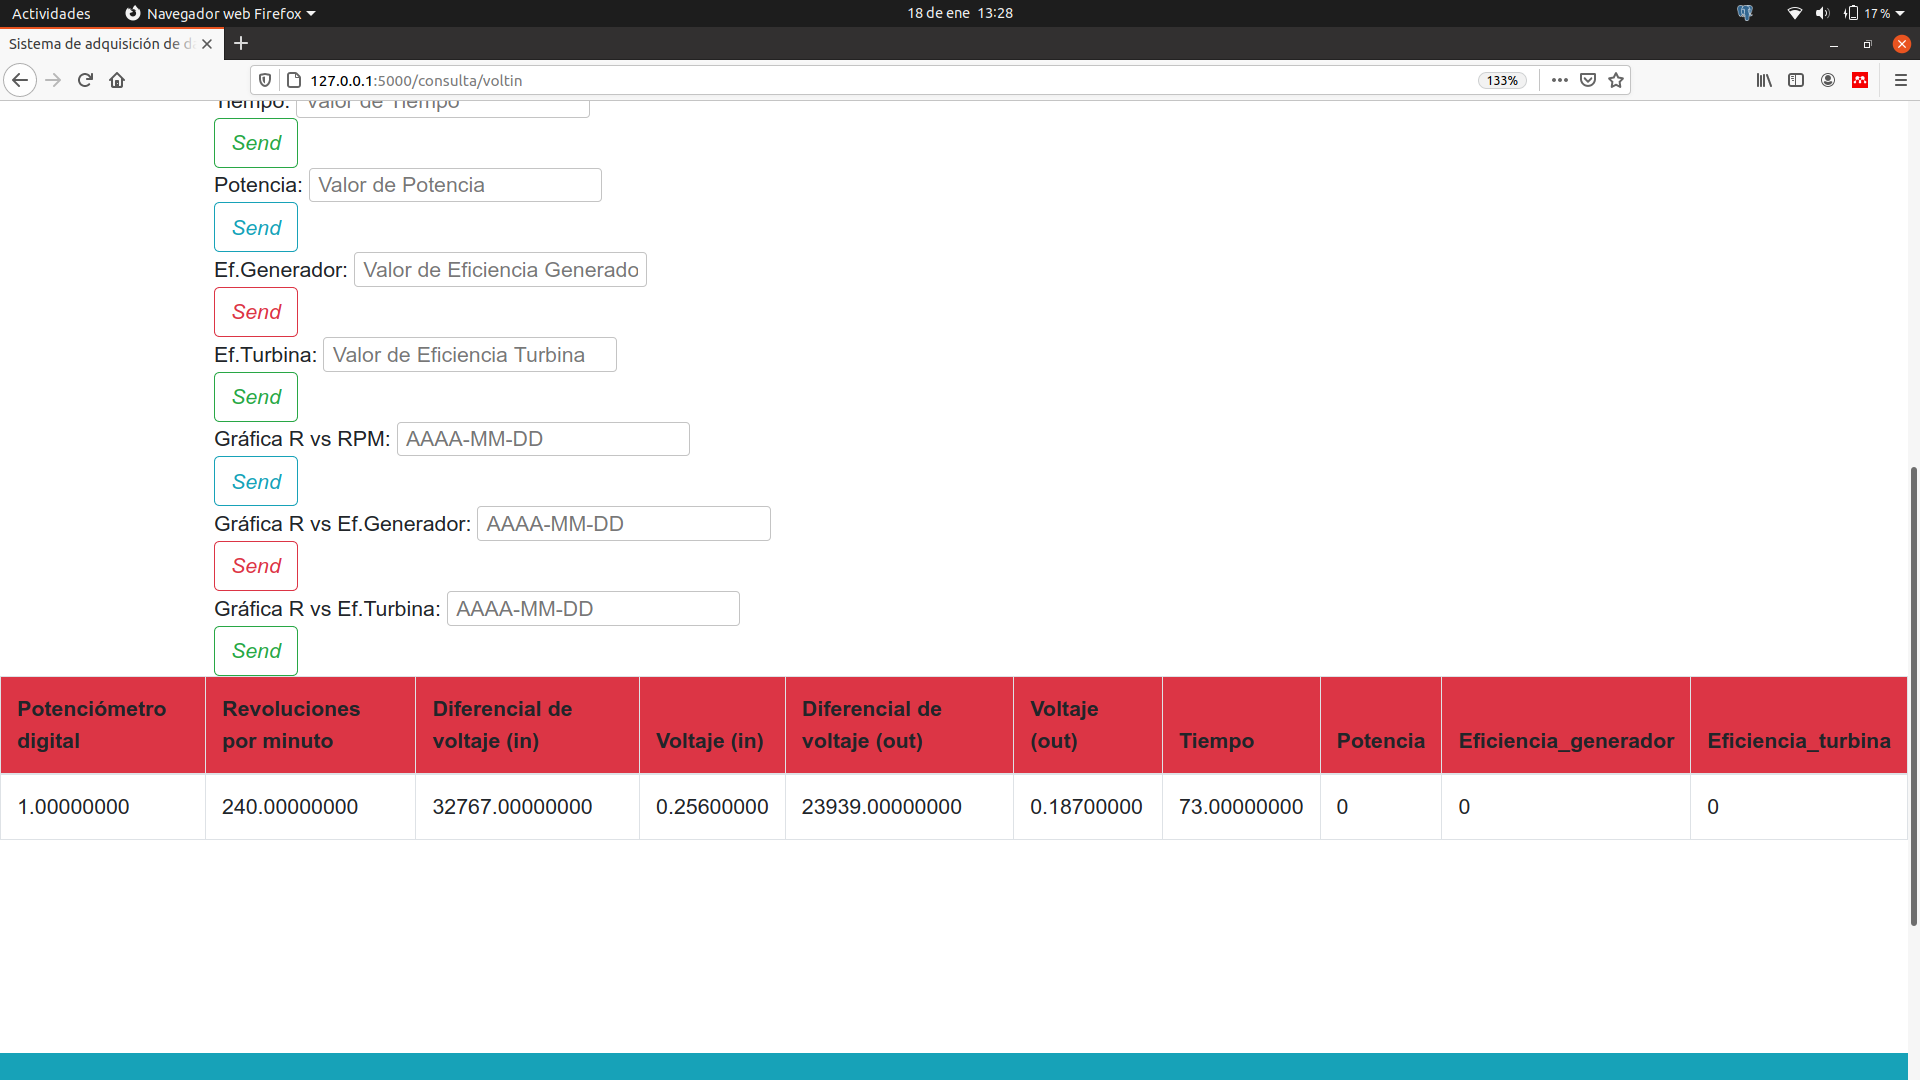 Actividades
Navegador web Firefox
18 de ene 13:28
17 %
Sistema de adquisición de d
127.0.0.1:5000/consulta/voltin
133%
Tiempo: Valor de Tiempo
Send
Potencia: Valor de Potencia
Send
Ef.Generador: Valor de Eficiencia Generado
Send
Ef.Turbina: Valor de Eficiencia Turbina
Send
Gráfica R vs RPM: AAAA-MM-DD
Send
Gráfica R vs Ef.Generador: AAAA-MM-DD
Send
Gráfica R vs Ef.Turbina: AAAA-MM-DD
Send
Potenciómetro digital
Revoluciones por minuto
Diferencial de voltaje (in)
Voltaje (in)
Diferencial de voltaje (out)
Voltaje (out)
Tiempo
Potencia
Eficiencia_generador
Eficiencia_turbina
1.00000000 240.00000000 32767.00000000 0.25600000 23939.00000000 0.18700000 73.00000000 0 0 0